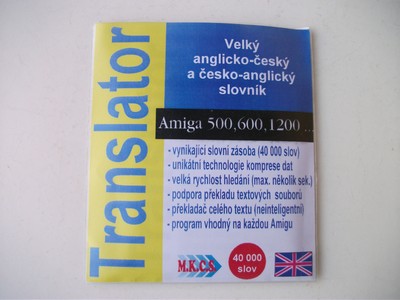 Translator
Velký
anglicko-český
a česko-anglický
slovník
Amiga 500,600,1200 ...
- vynikající slovní zásoba (40 000 slov)
- unikátní technologie komprese dat
- velká rychlost hledání (max. několik sek.)
- podpora překladu textových souborů
- překladač celého textu (neinteligentní)
- program vhodný na každou Amigu
M.K.C.S.
40 000
slov